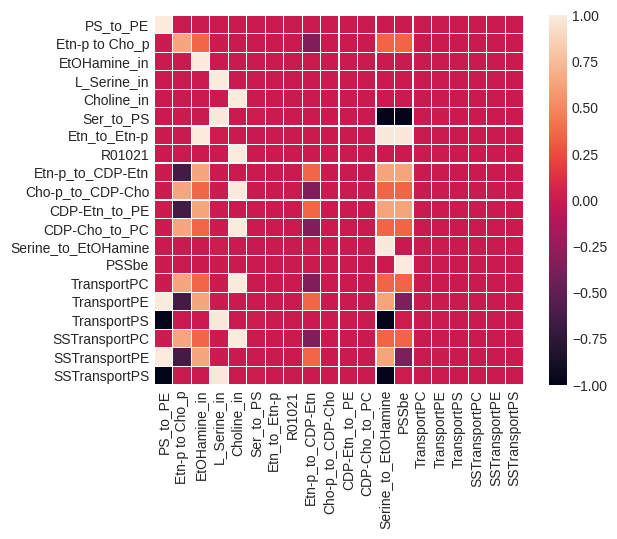 PS_to_PE
Etn-p to Cho_p
EtOHamine_in
L_Serine_in
Choline_in
Ser_to_PS
Etn_to_Etn-p
R01021
Etn-p_to_CDP-Etn
Cho-p_to_CDP-Cho
CDP-Etn_to_PE
CDP-Cho_to_PC
Serine_to_EtOHamine
PSSbe
TransportPC
TransportPE
TransportPS
SSTransportPC
SSTransportPE
SSTransportPS
PS_to_PE
Etn-p to Cho_p
EtOHamine_in
L_Serine_in
Choline_in
Ser_to_PS
Etn_to_Etn-p
R01021
Etn-p_to_CDP-Etn
Cho-p_to_CDP-Cho
CDP-Etn_to_PE
CDP-Cho_to_PC
Serine_to_EtOHamine
PSSbe
TransportPC
TransportPE
TransportPS
SSTransportPC
SSTransportPE
SSTransportPS
1.00
0.75
0.50
0.25
0.00
−0.25
−0.50
−0.75
−1.00